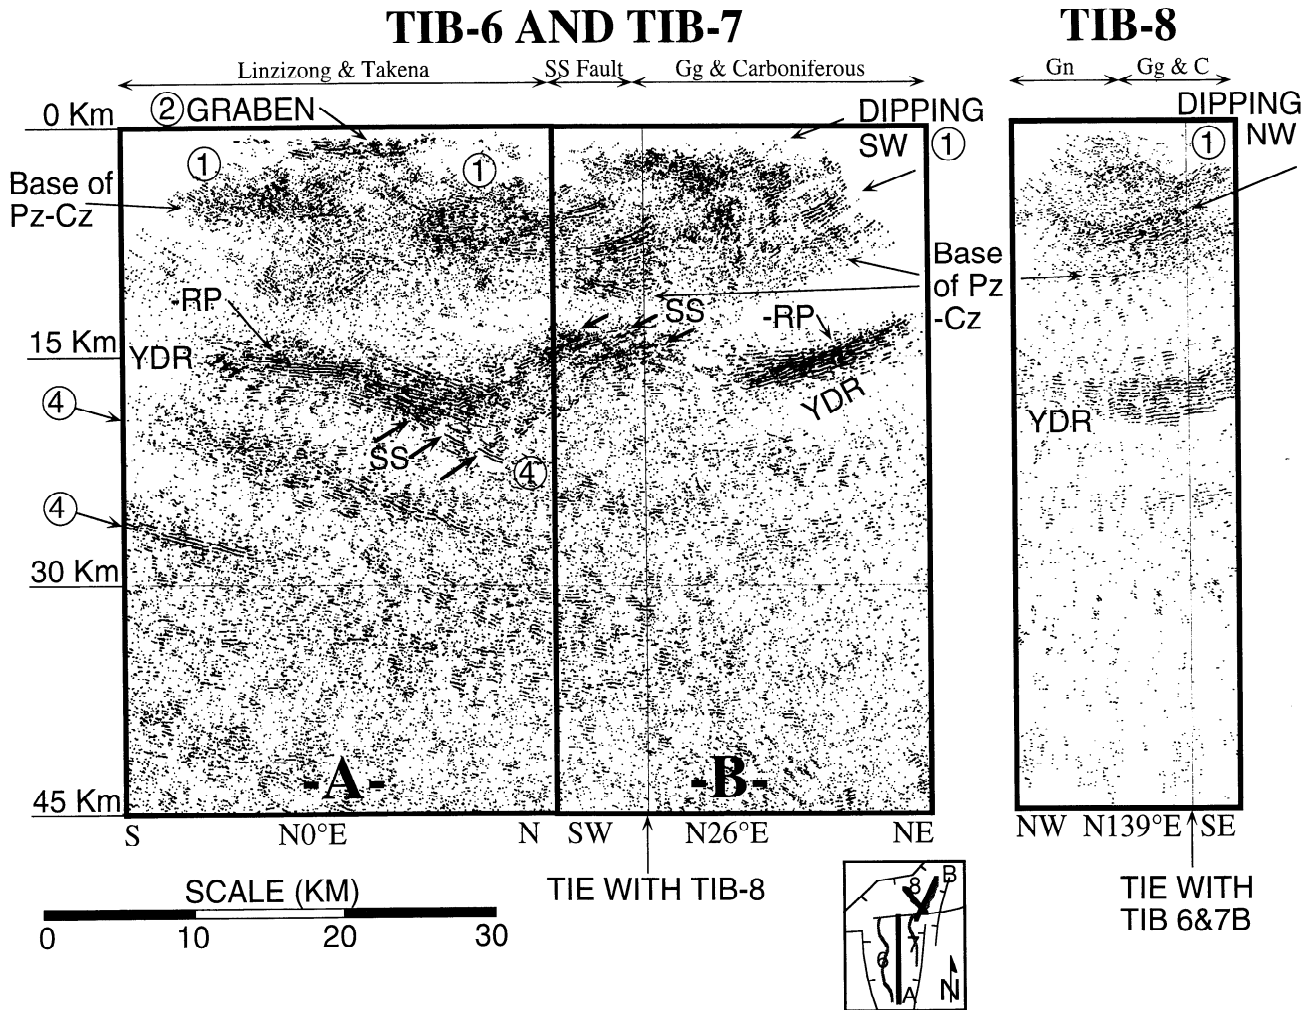 TIB-6 AND TIB-7
TIB-8
Linzizong & Takena
SS Fault
Gg & Carboniferous
Gn
Gg & C
0 Km
2 GRABEN
DIPPING
SW 1
DIPPING
1 NW
1
1
Base of
Pz-Cz
Base
of Pz
-Cz
-RP
SS
-RP
15 Km
YDR
YDR
YDR
4
SS
4
4
30 Km
-A-
-B-
45 Km
S N0°E N
SW N26°E NE
NW N139°E SE
SCALE (KM)
0 10 20 30
TIE WITH TIB-8
TIE WITH
TIB 6&7B
8 B
7
6
A N